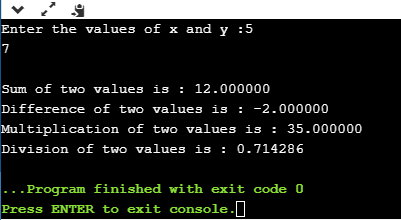 Enter the values of x and y :5
7
Sum of two values is : 12.000000
Difference of two values is : -2.000000
Multiplication of two values is : 35.000000
Division of two values is : 0.714286
...Program finished with exit code 0
Press ENTER to exit console.